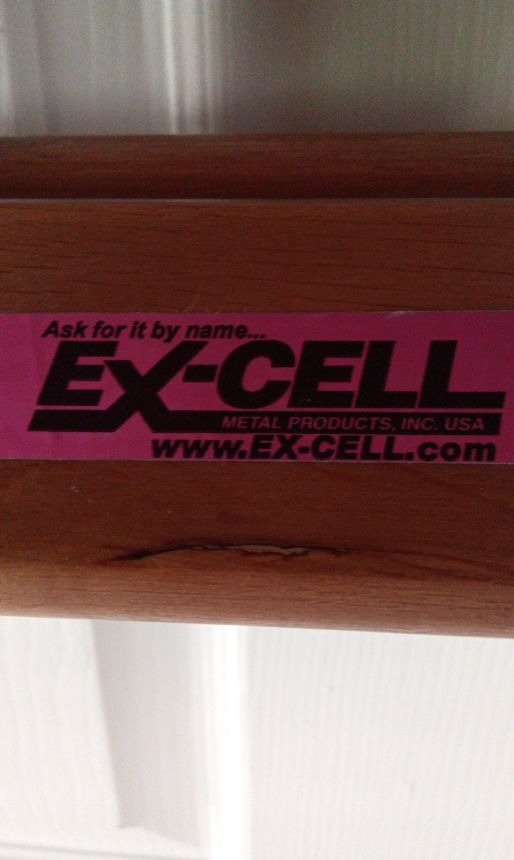 Ask for it by name...
EX-CELL
METAL PRODUCTS, INC. USA
www.EX-CELL.com